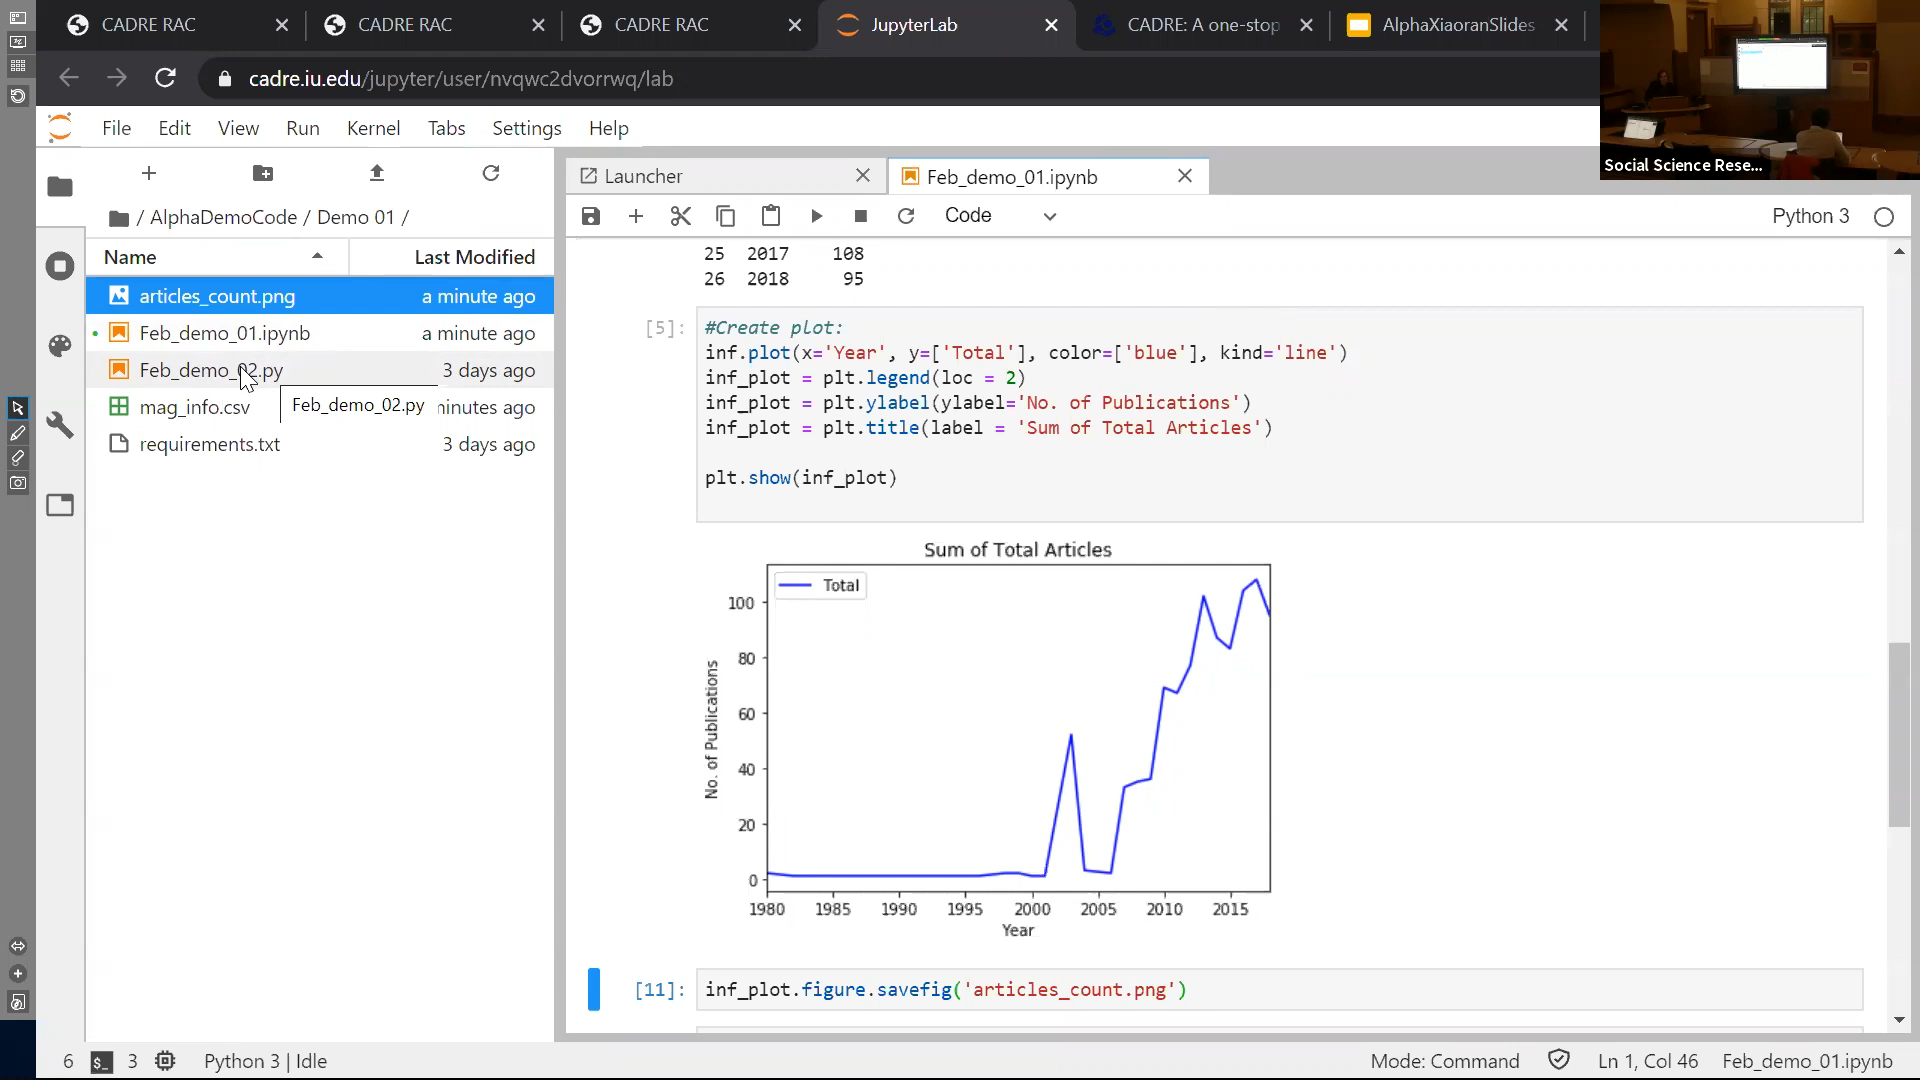 CADRE RAC
CADRE RAC
CADRE RAC
JupyterLab
CADRE: A one-stop
AlphaXiaoranSlides
cadre.iu.edu/jupyter/user/nvqwc2dvorrwq/lab
Social Science Rese...
File Edit View Run Kernel Tabs Settings Help
/ AlphaDemoCode / Demo 01 /
Name Last Modified
articles_count.png a minute ago
Feb_demo_01.ipynb a minute ago
Feb_demo_02.py 3 days ago
mag_info.csv ninutes ago
Feb_demo_02.py
requirements.txt 3 days ago
Launcher
Feb_demo_01.ipynb
Code
Python 3
25 2017 108
26 2018 95
[5]:
#Create plot:
inf.plot(x='Year', y=['Total'], color=['blue'], kind='line')
inf_plot = plt.legend(loc = 2)
inf_plot = plt.ylabel(ylabel='No. of Publications')
inf_plot = plt.title(label = 'Sum of Total Articles')
plt.show(inf_plot)
Sum of Total Articles
Total
No. of Publications
100
80
60
40
20
0
1980 1985 1990 1995 2000 2005 2010 2015
Year
[11]: inf_plot.figure.savefig('articles_count.png')
6 $_ 3 Python 3 | Idle
Mode: Command Ln 1, Col 46 Feb_demo_01.ipynb